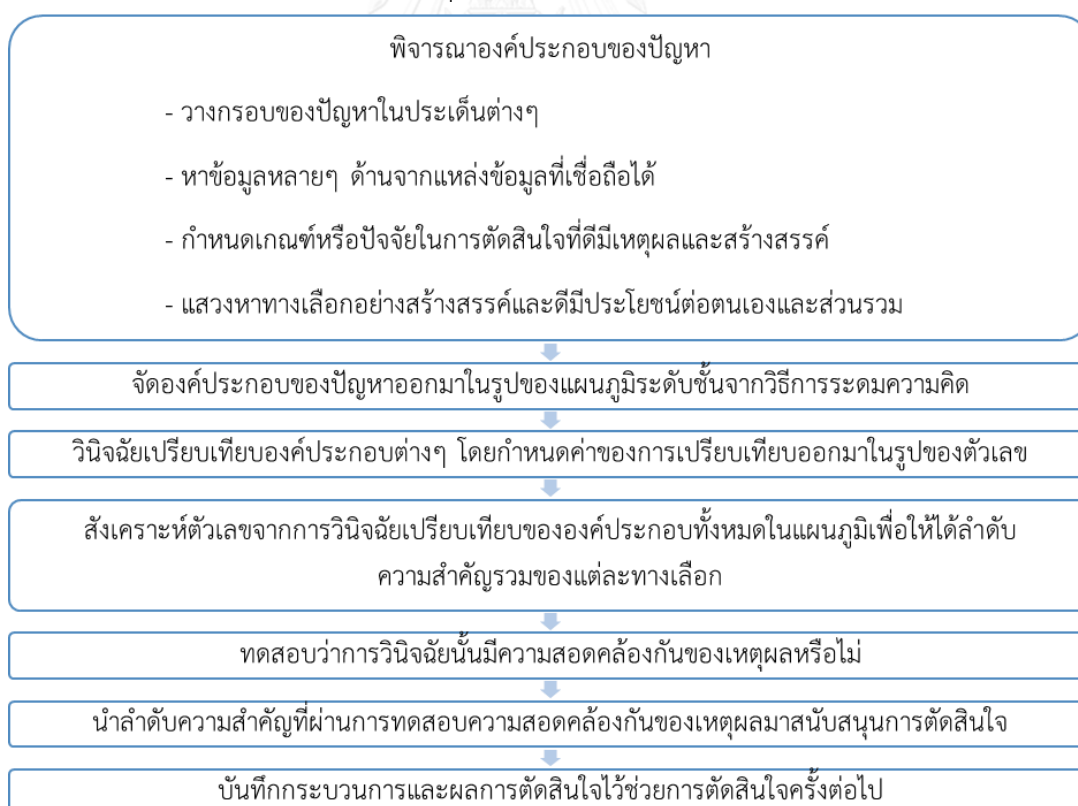 พิจารณาองค์ประกอบของปัญหา
- วางกรอบของปัญหาในประเด็นต่างๆ
- หาข้อมูลหลายๆ ด้านจากแหล่งข้อมูลที่เชื่อถือได้
- กำหนดเกณฑ์หรือปัจจัยในการตัดสินใจที่ดีมีเหตุผลและสร้างสรรค์
- แสวงหาทางเลือกอย่างสร้างสรรค์และดีมีประโยชน์ต่อตนเองและส่วนรวม
จัดองค์ประกอบของปัญหาออกมาในรูปของแผนภูมิระดับชั้นจากวิธีการระดมความคิด
วินิจฉัยเปรียบเทียบองค์ประกอบต่างๆ โดยกำหนดค่าของการเปรียบเทียบออกมาในรูปของตัวเลข
สังเคราะห์ตัวเลขจากการวินิจฉัยเปรียบเทียบขององค์ประกอบทั้งหมดในแผนภูมิเพื่อให้ได้ลำดับ
ความสำคัญรวมของแต่ละทางเลือก
ทดสอบว่าการวินิจฉัยนั้นมีความสอดคล้องกันของเหตุผลหรือไม่
นำลำดับความสำคัญที่ผ่านการทดสอบความสอดคล้องกันของเหตุผลมาสนับสนุนการตัดสินใจ
บันทึกกระบวนการและผลการตัดสินใจไว้ช่วยการตัดสินใจครั้งต่อไป